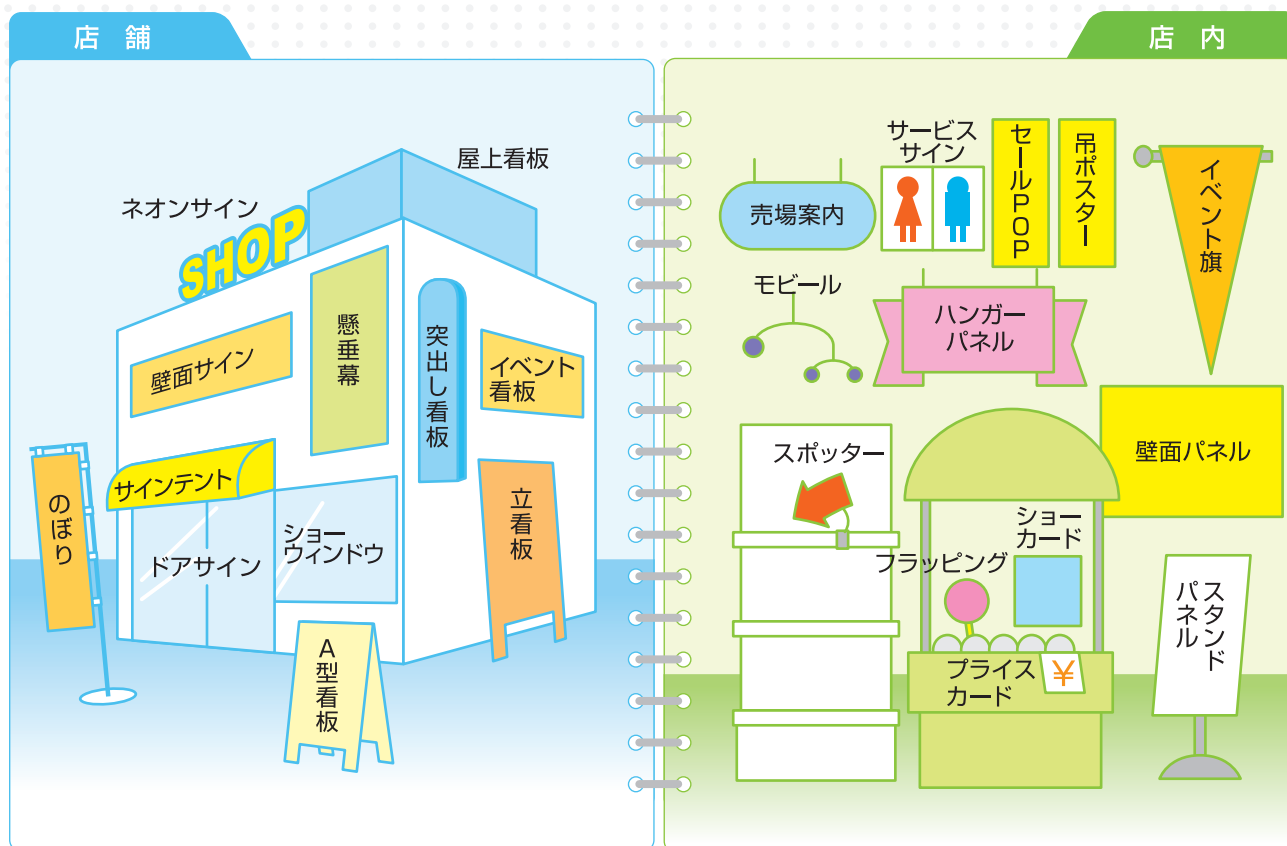 店舗
屋上看板
ネオンサイン
SHOP
懸垂幕
突出し看板
壁面サイン
イベント
看板
サインテント
のぼり
ドアサイン
ショー
ウィンドウ
立看板
A型看板
店内
サービス
サイン
セールPOP
吊ポスター
イベント旗
売場案内
モビール
ハンガー
パネル
壁面パネル
スポッター
ショー
カード
フラッピング
プライス
カード
¥
スタンド
パネル